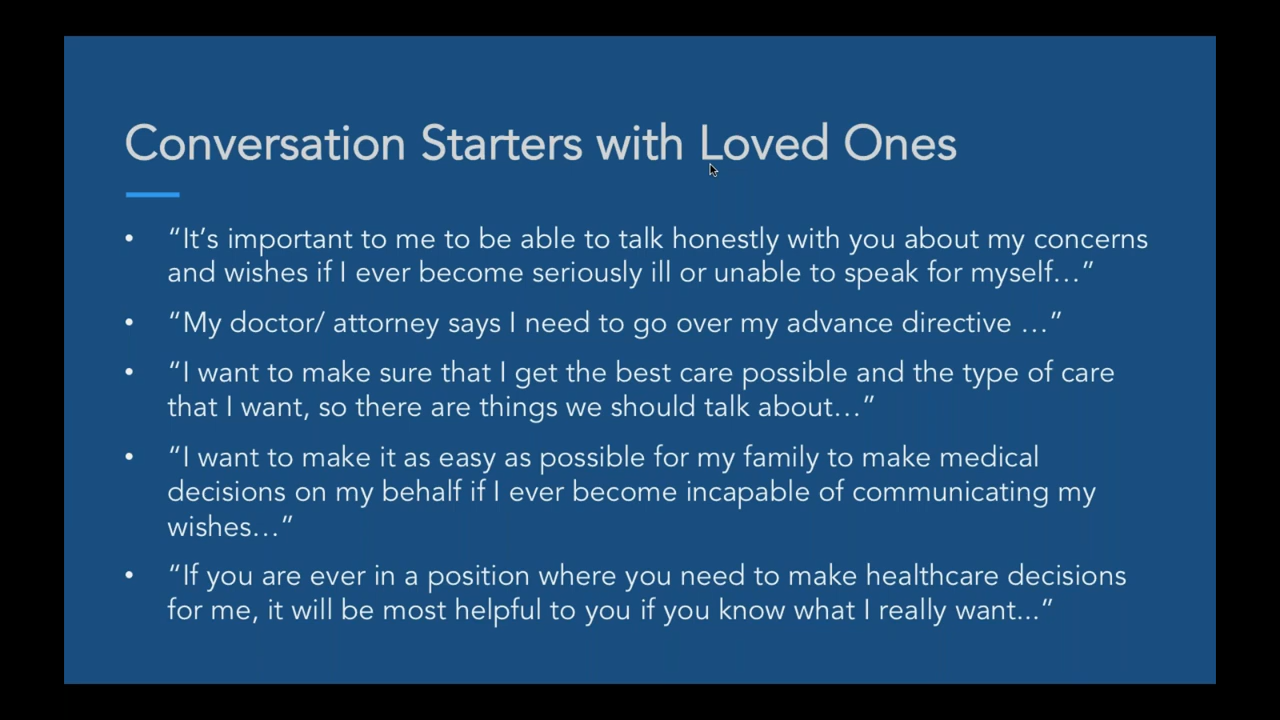 Conversation Starters with Loved Ones
• “It’s important to me to be able to talk honestly with you about my concerns
and wishes if I ever become seriously ill or unable to speak for myself…”
• “My doctor/ attorney says I need to go over my advance directive …”
• “I want to make sure that I get the best care possible and the type of care
that I want, so there are things we should talk about…”
• “I want to make it as easy as possible for my family to make medical
decisions on my behalf if I ever become incapable of communicating my
wishes…”
• “If you are ever in a position where you need to make healthcare decisions
for me, it will be most helpful to you if you know what I really want...”